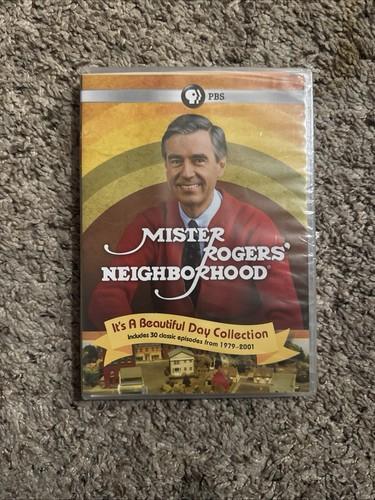 PBS
MISTER
ROGERS'
NEIGHBORHOOD®
It's A Beautiful Day Collection
Includes 30 classic episodes from 1979-2001